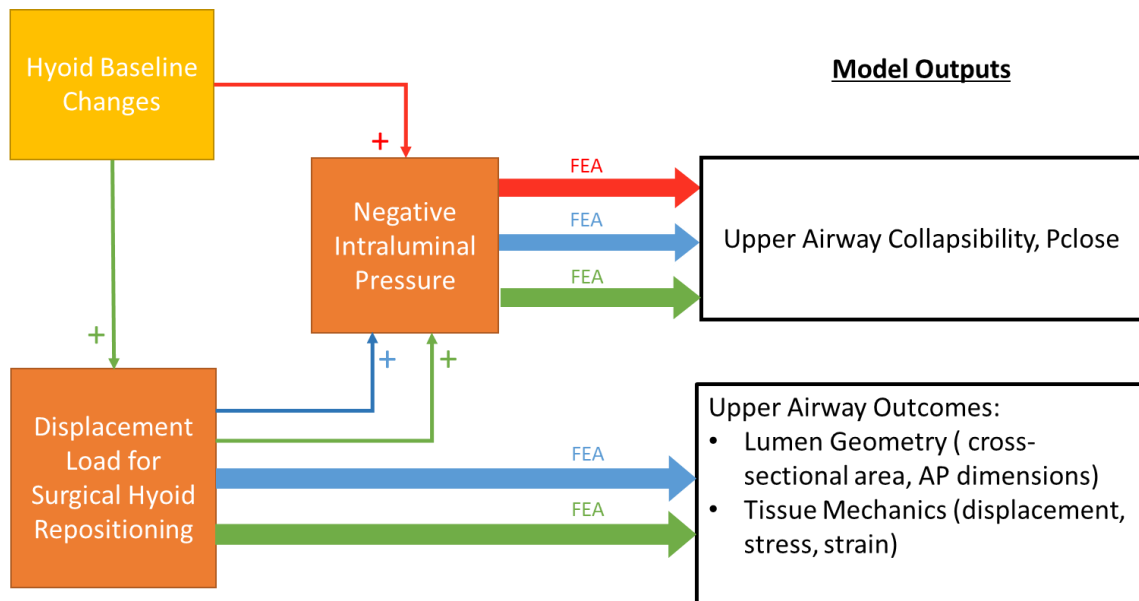 Hyoid Baseline
Changes
Model Outputs
+
FEA
Negative
Intraluminal
Pressure
FEA
Upper Airway Collapsibility, Pclose
FEA
+
+
+
Displacement
Load for
Surgical Hyoid
Repositioning
FEA
FEA
Upper Airway Outcomes:
• Lumen Geometry ( cross-
sectional area, AP dimensions)
• Tissue Mechanics (displacement,
stress, strain)